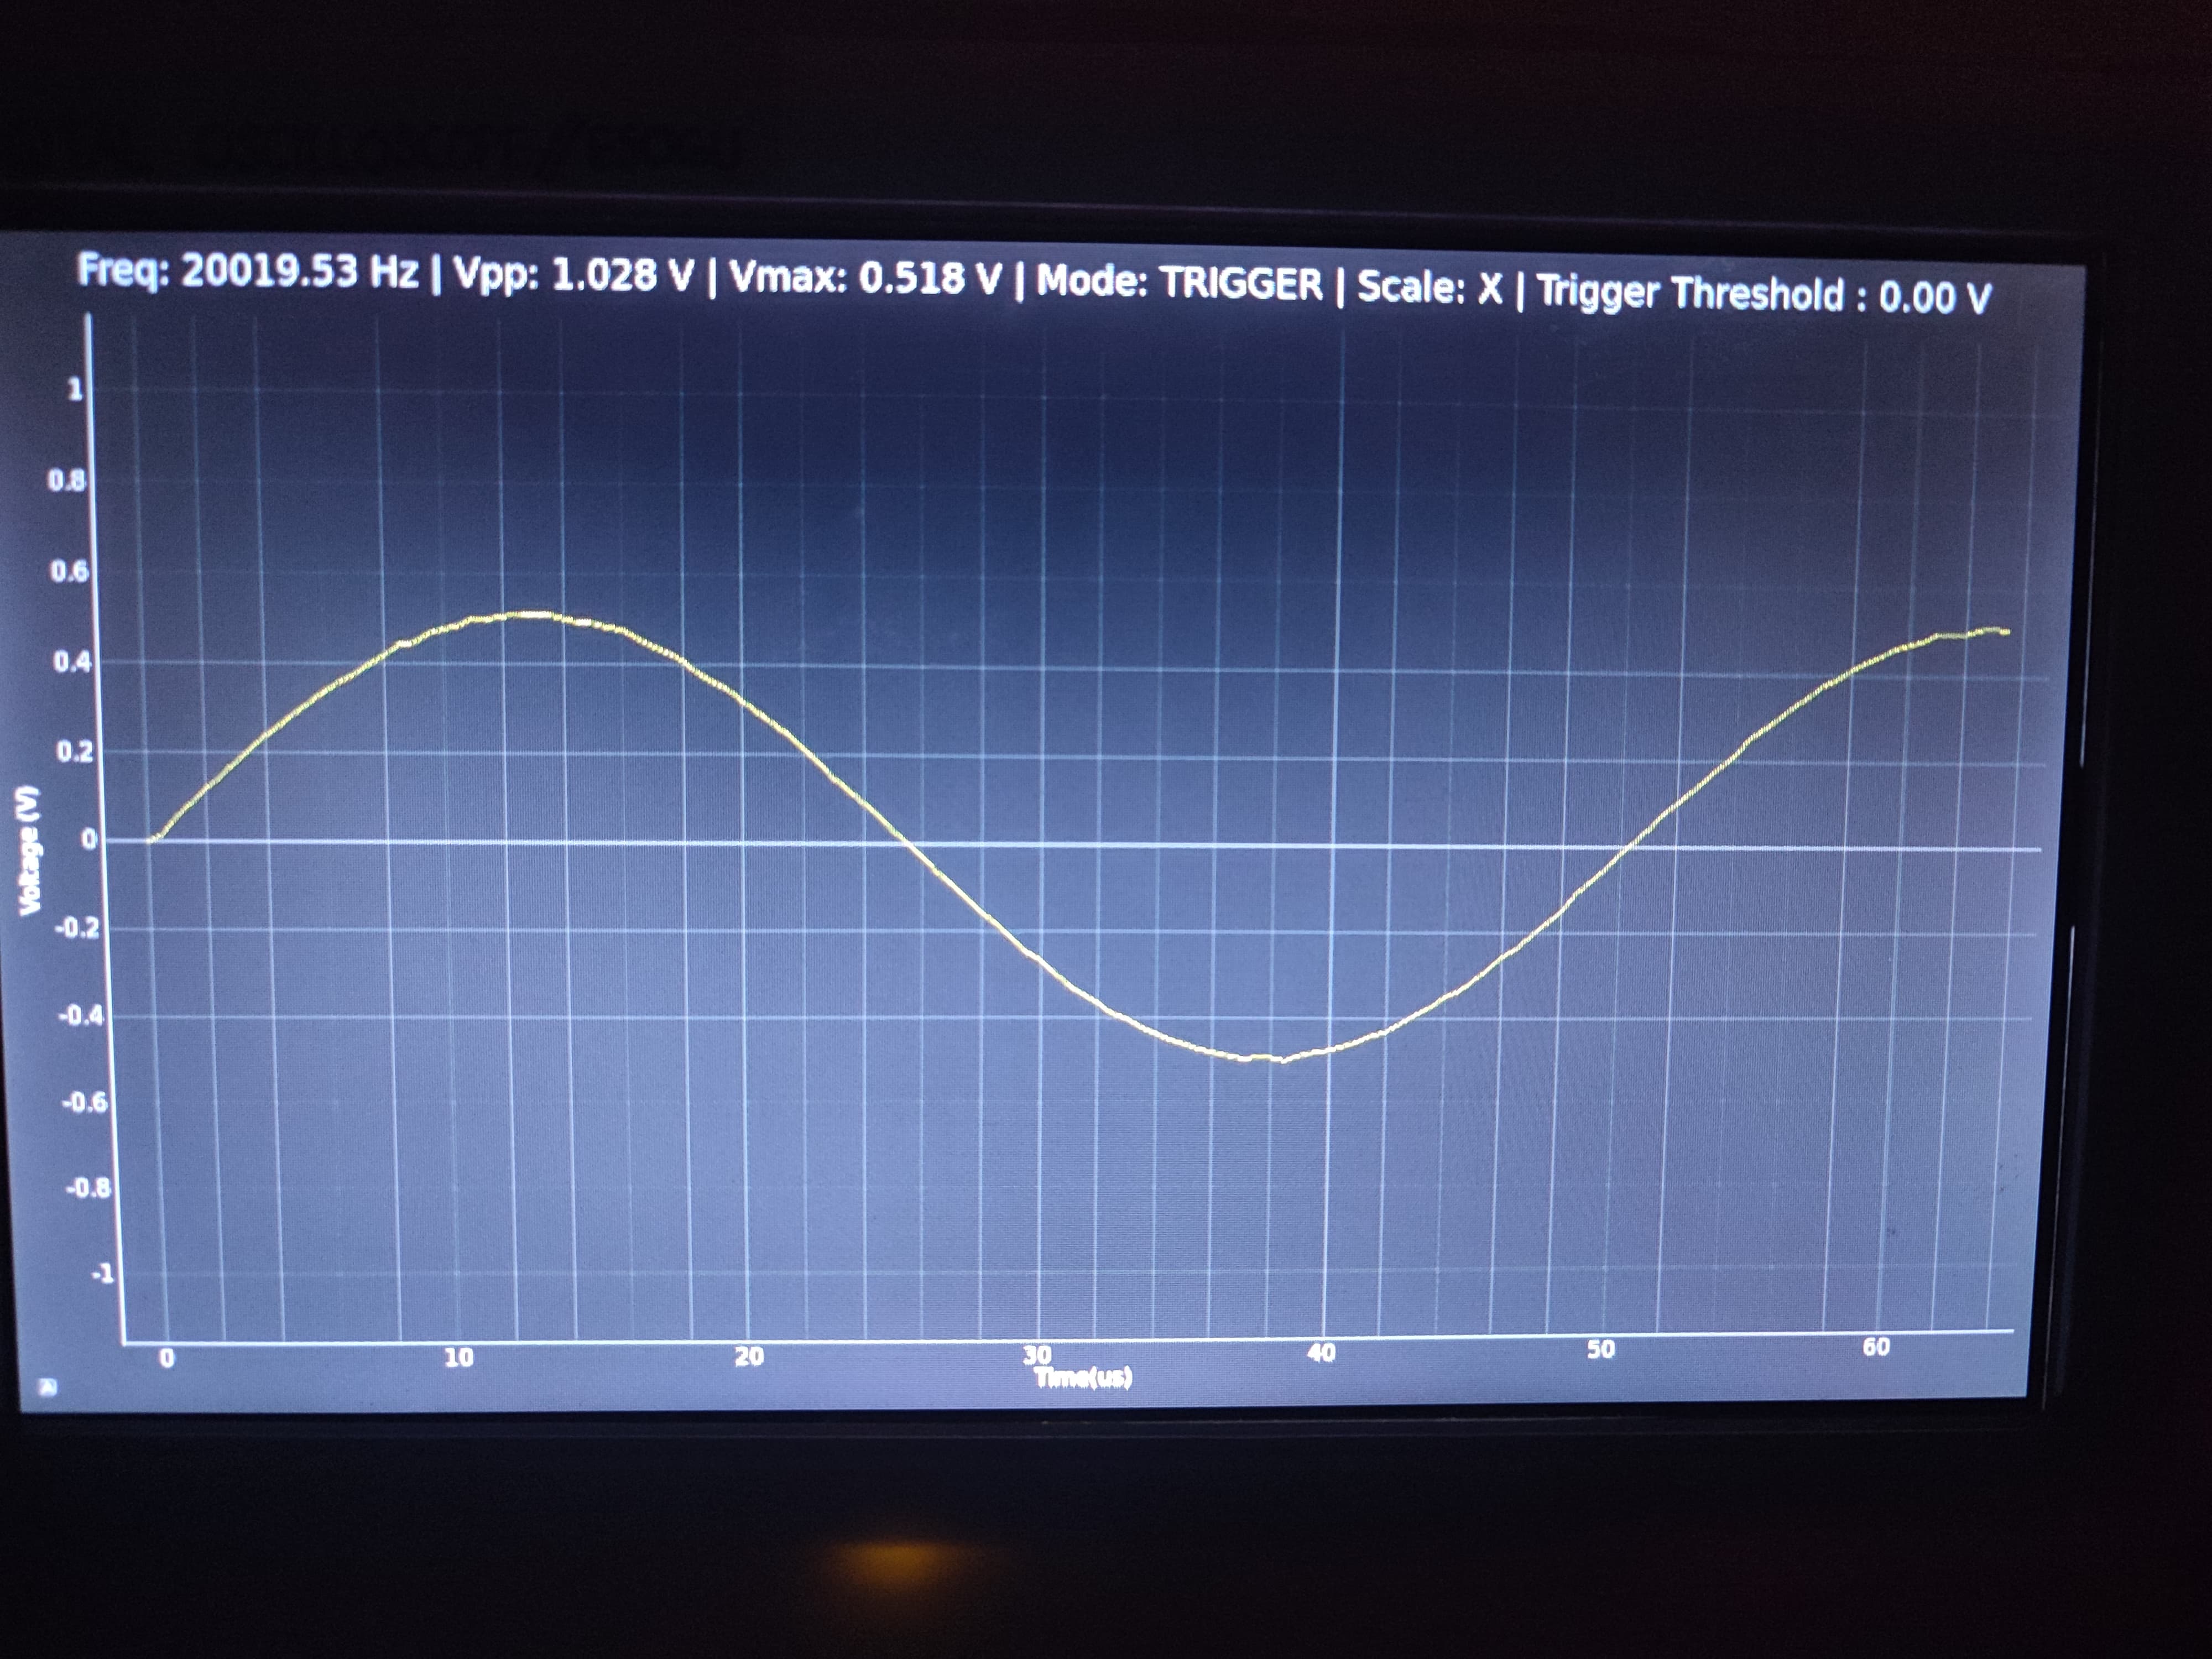 OSCILLOSCOPE // ESOGU
Freq: 20019.53 Hz | Vpp: 1.028 V | Vmax: 0.518 V | Mode: TRIGGER | Scale: X | Trigger Threshold : 0.00 V
1
0.8
0.6
0.4
0.2
0
-0.2
-0.4
-0.6
-0.8
-1
Voltage (V)
0 10 20 30 40 50 60
Time(us)
A